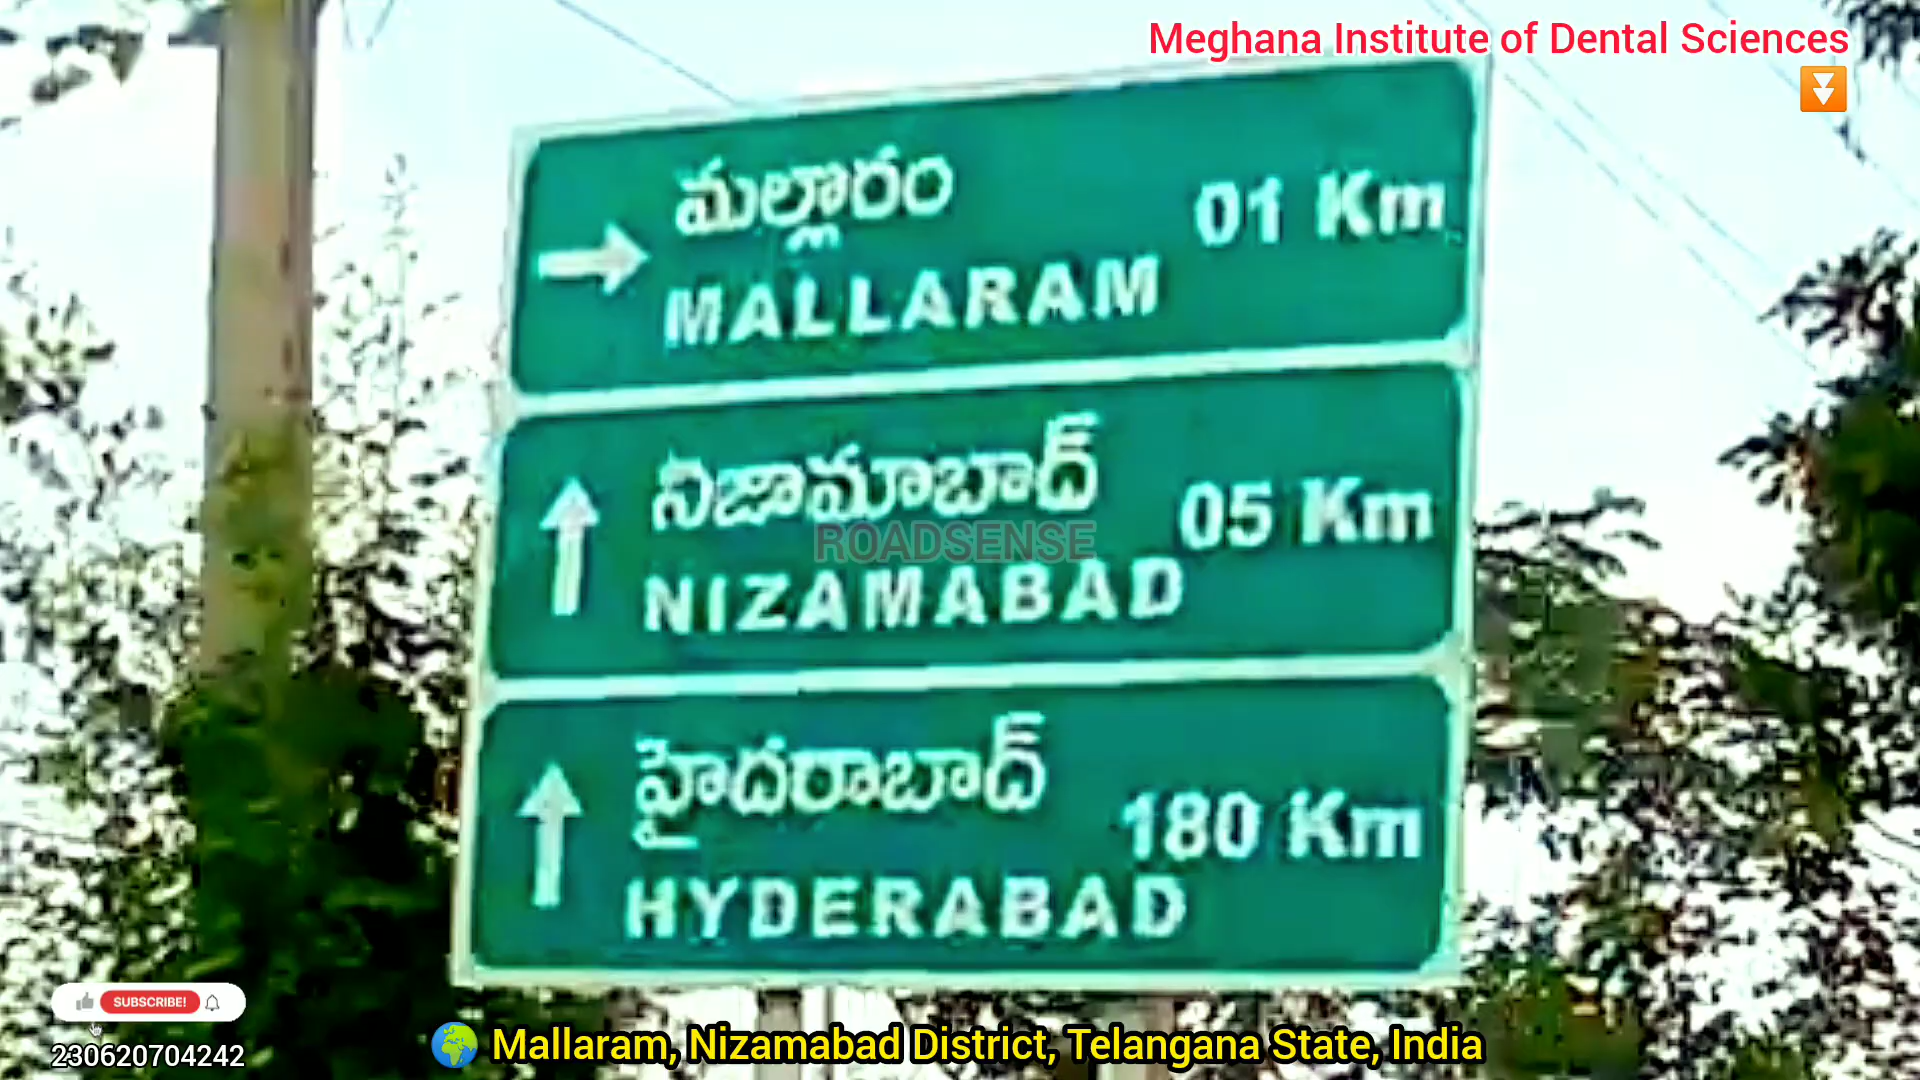 Meghana Institute of Dental Sciences
మల్లారం 01 Km
MALLARAM
నిజామాబాద్ 05 Km
ROADSENSE
NIZAMABAD
హైదరాబాద్ 180 Km
HYDERABAD
SUBSCRIBE!
230620704242
Mallaram, Nizamabad District, Telangana State, India